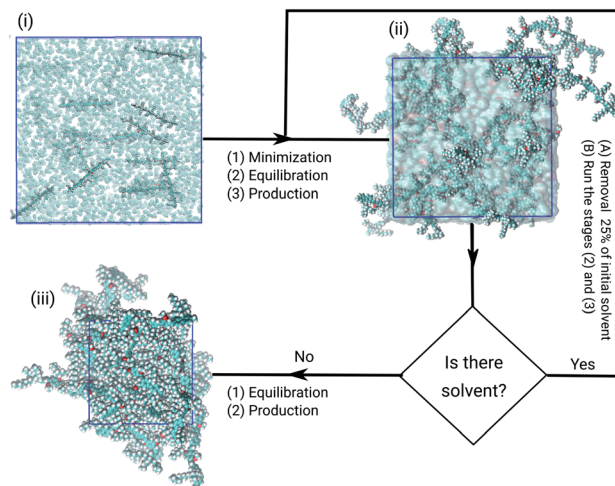 (i)
(ii)
(1) Minimization
(2) Equilibration
(3) Production
(A) Removal 25% of initial solvent
(B) Run the stages (2) and (3)
(iii)
No
(1) Equilibration
(2) Production
Is there
solvent?
Yes